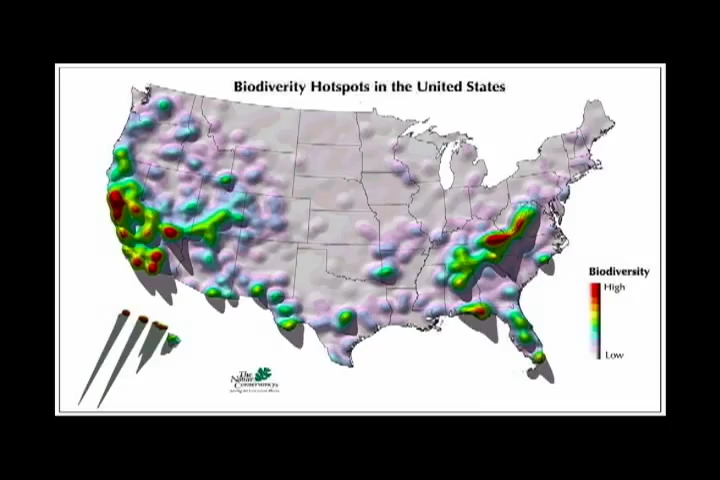 Biodiverity Hotspots in the United States
Biodiversity
High
Low
The
Nature
Conservancy